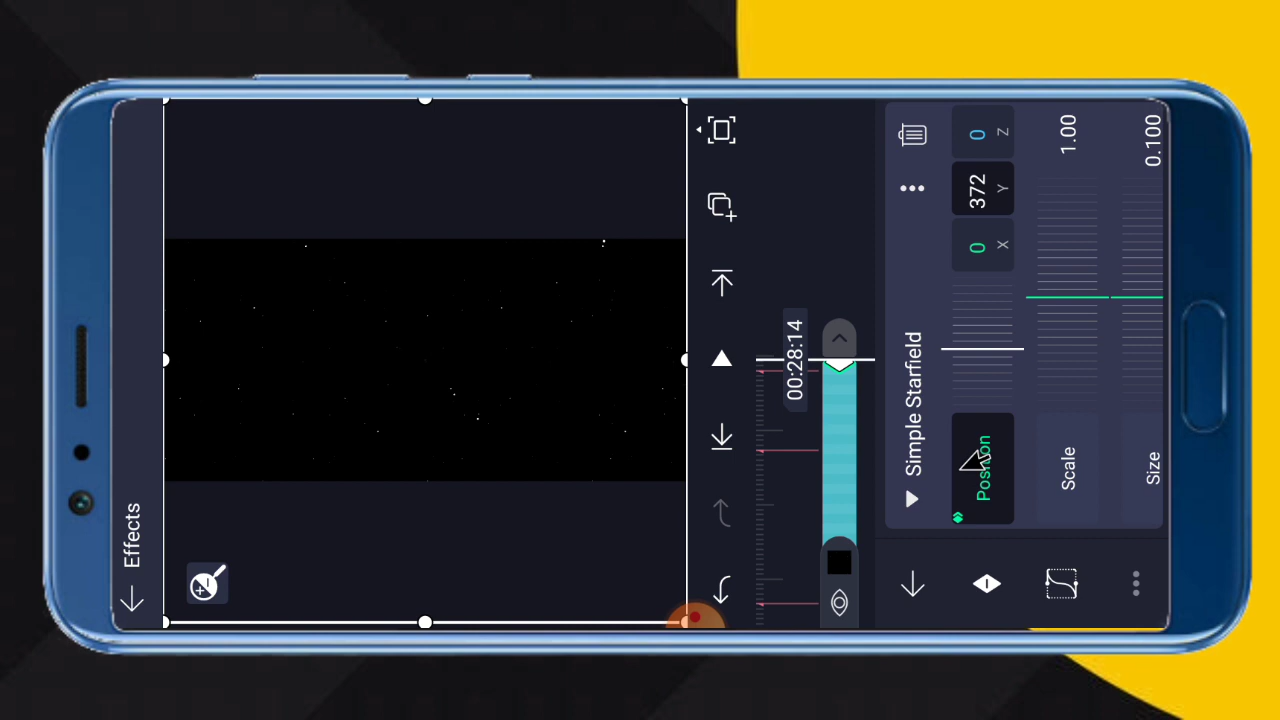 Effects
00:28:14
Simple Starfield
Position
0 X
372 Y
0 Z
Scale
1.00
Size
0.100